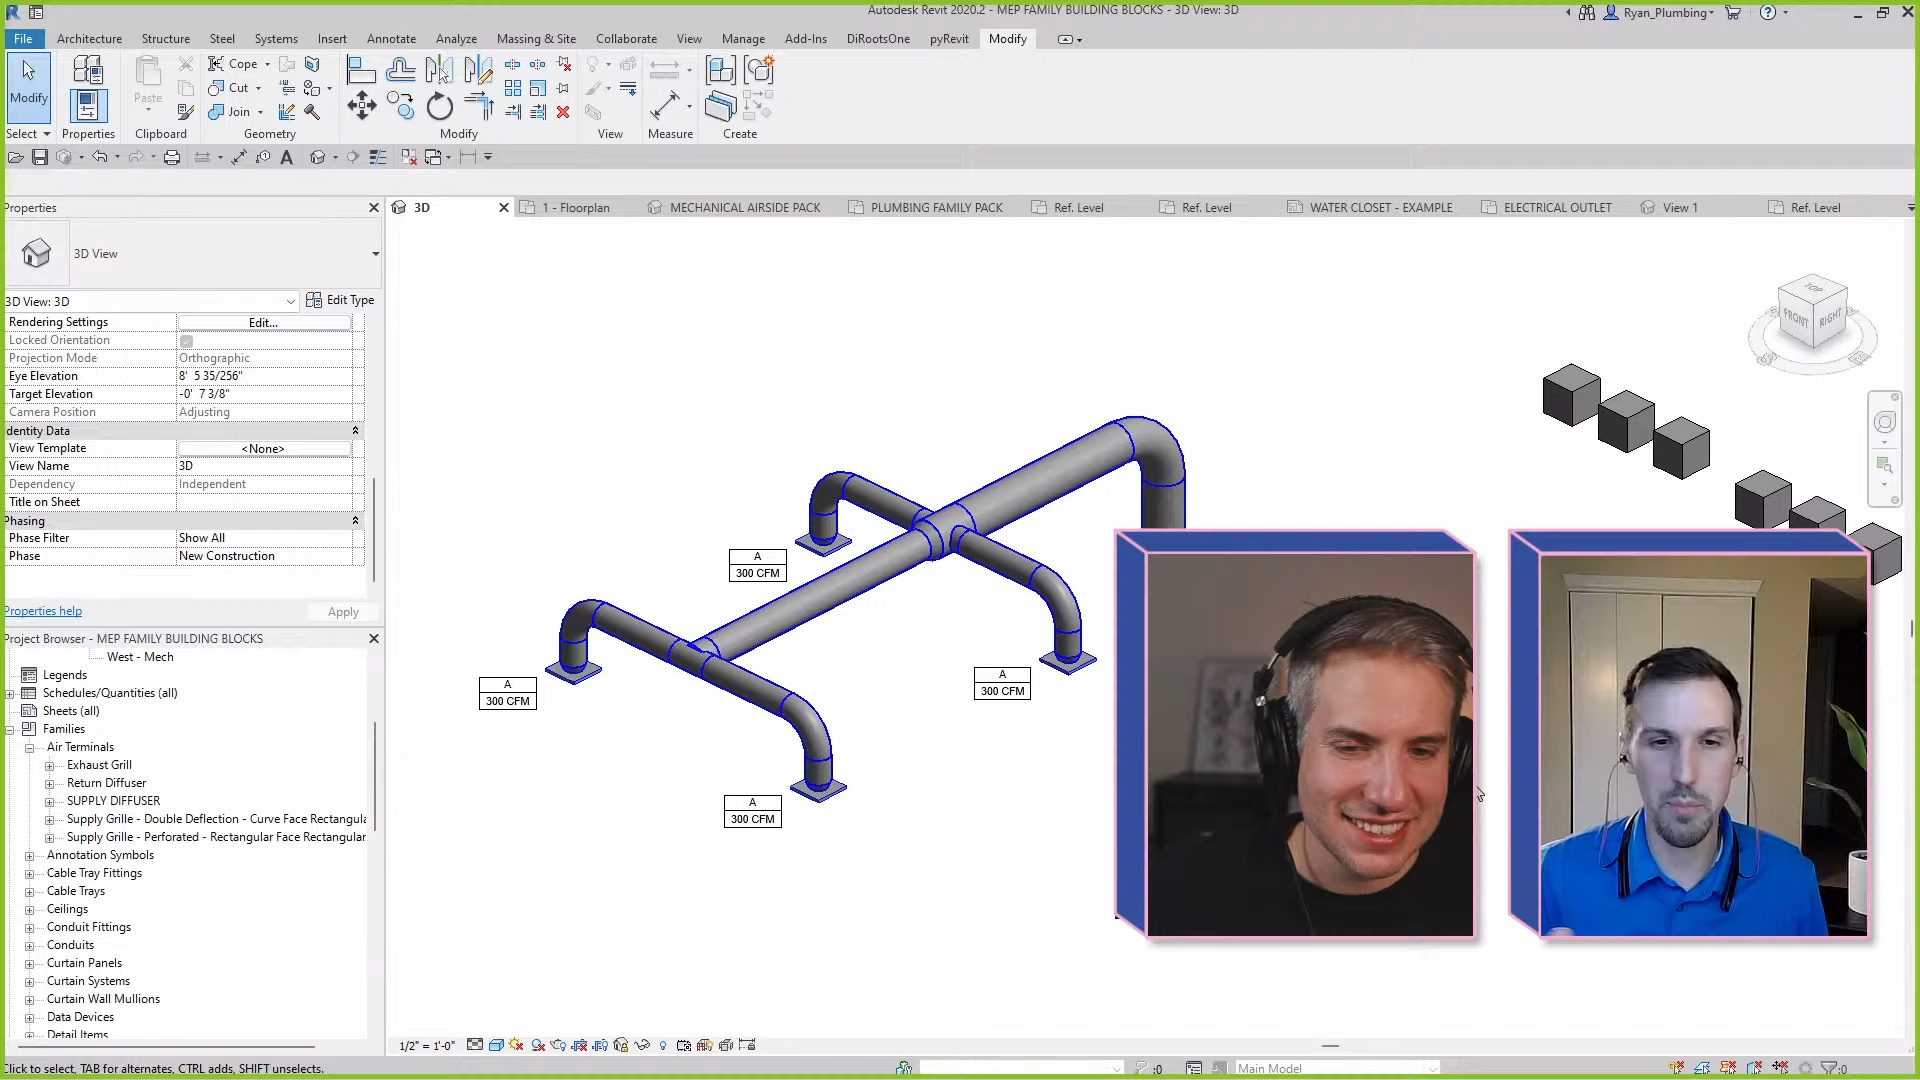 Autodesk Revit 2020.2 - MEP FAMILY BUILDING BLOCKS - 3D View: 3D
Ryan_Plumbing
File Architecture Structure Steel Systems Insert Annotate Analyze Massing & Site Collaborate View Manage Add-Ins DiRootsOne pyRevit Modify
Modify
Paste
Cope
Cut
Join
Select Properties Clipboard Geometry Modify View Measure Create
Properties
3D
1 - Floorplan
MECHANICAL AIRSIDE PACK
PLUMBING FAMILY PACK
Ref. Level
Ref. Level
WATER CLOSET - EXAMPLE
ELECTRICAL OUTLET
View 1
Ref. Level
3D View
3D View: 3D
Edit Type
Rendering Settings Edit...
Locked Orientation
Projection Mode Orthographic
Eye Elevation 8' 5 35/256"
Target Elevation -0' 7 3/8"
Camera Position Adjusting
dentity Data
View Template <None>
View Name 3D
Dependency Independent
Title on Sheet
Phasing
Phase Filter Show All
Phase New Construction
Properties help
Apply
Project Browser - MEP FAMILY BUILDING BLOCKS
West - Mech
Legends
Schedules/Quantities (all)
Sheets (all)
Families
Air Terminals
Exhaust Grill
Return Diffuser
SUPPLY DIFFUSER
Supply Grille - Double Deflection - Curve Face Rectangula
Supply Grille - Perforated - Rectangular Face Rectangular
Annotation Symbols
Cable Tray Fittings
Cable Trays
Ceilings
Conduit Fittings
Conduits
Curtain Panels
Curtain Systems
Curtain Wall Mullions
Data Devices
Detail Items
TOP
FRONT
RIGHT
A
300 CFM
A
300 CFM
A
300 CFM
A
300 CFM
1/2" = 1'-0"
Click to select, TAB for alternates, CTRL adds, SHIFT unselects.
:0
Main Model
:0